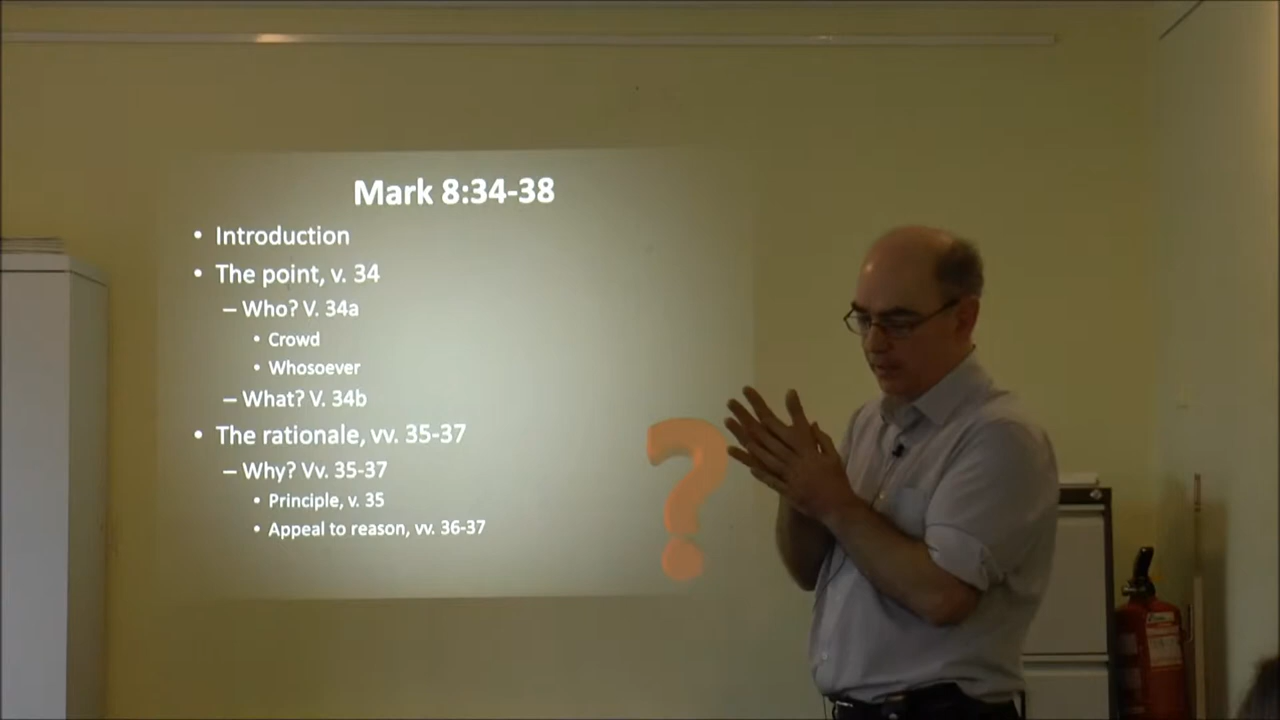 Mark 8:34-38
• Introduction
• The point, v. 34
– Who? V. 34a
• Crowd
• Whosoever
– What? V. 34b
• The rationale, vv. 35-37
– Why? Vv. 35-37
• Principle, v. 35
• Appeal to reason, vv. 36-37
?